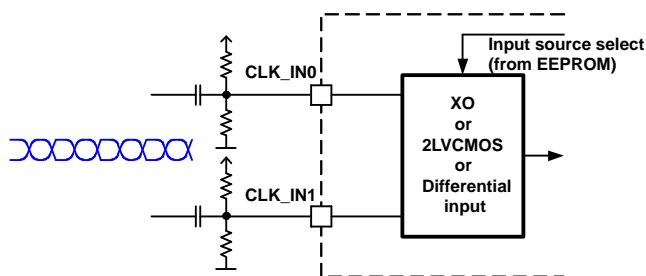 CLK_IN0
Input source select
(from EEPROM)
XO
or
2LVCMOS
or
Differential
input
CLK_IN1